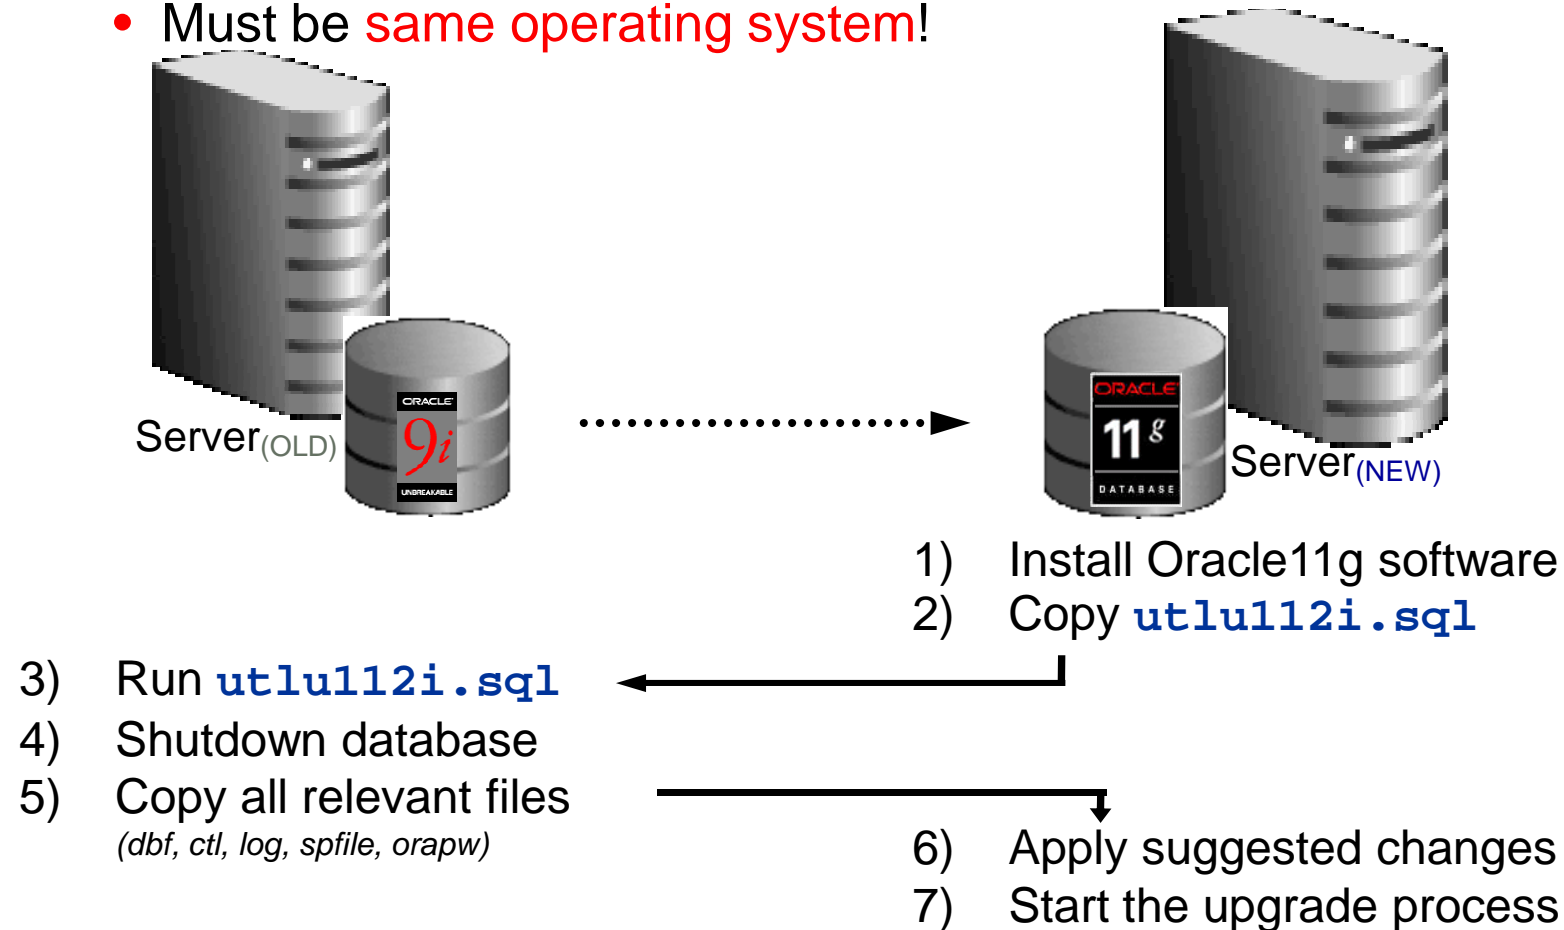 • Must be same operating system!
ORACLE
9i
UNBREAKABLE
Server(OLD)
ORACLE
11g
DATABASE
Server(NEW)
1) Install Oracle11g software
2) Copy utlu112i.sql
3) Run utlu112i.sql
4) Shutdown database
5) Copy all relevant files
(dbf, ctl, log, spfile, orapw)
6) Apply suggested changes
7) Start the upgrade process